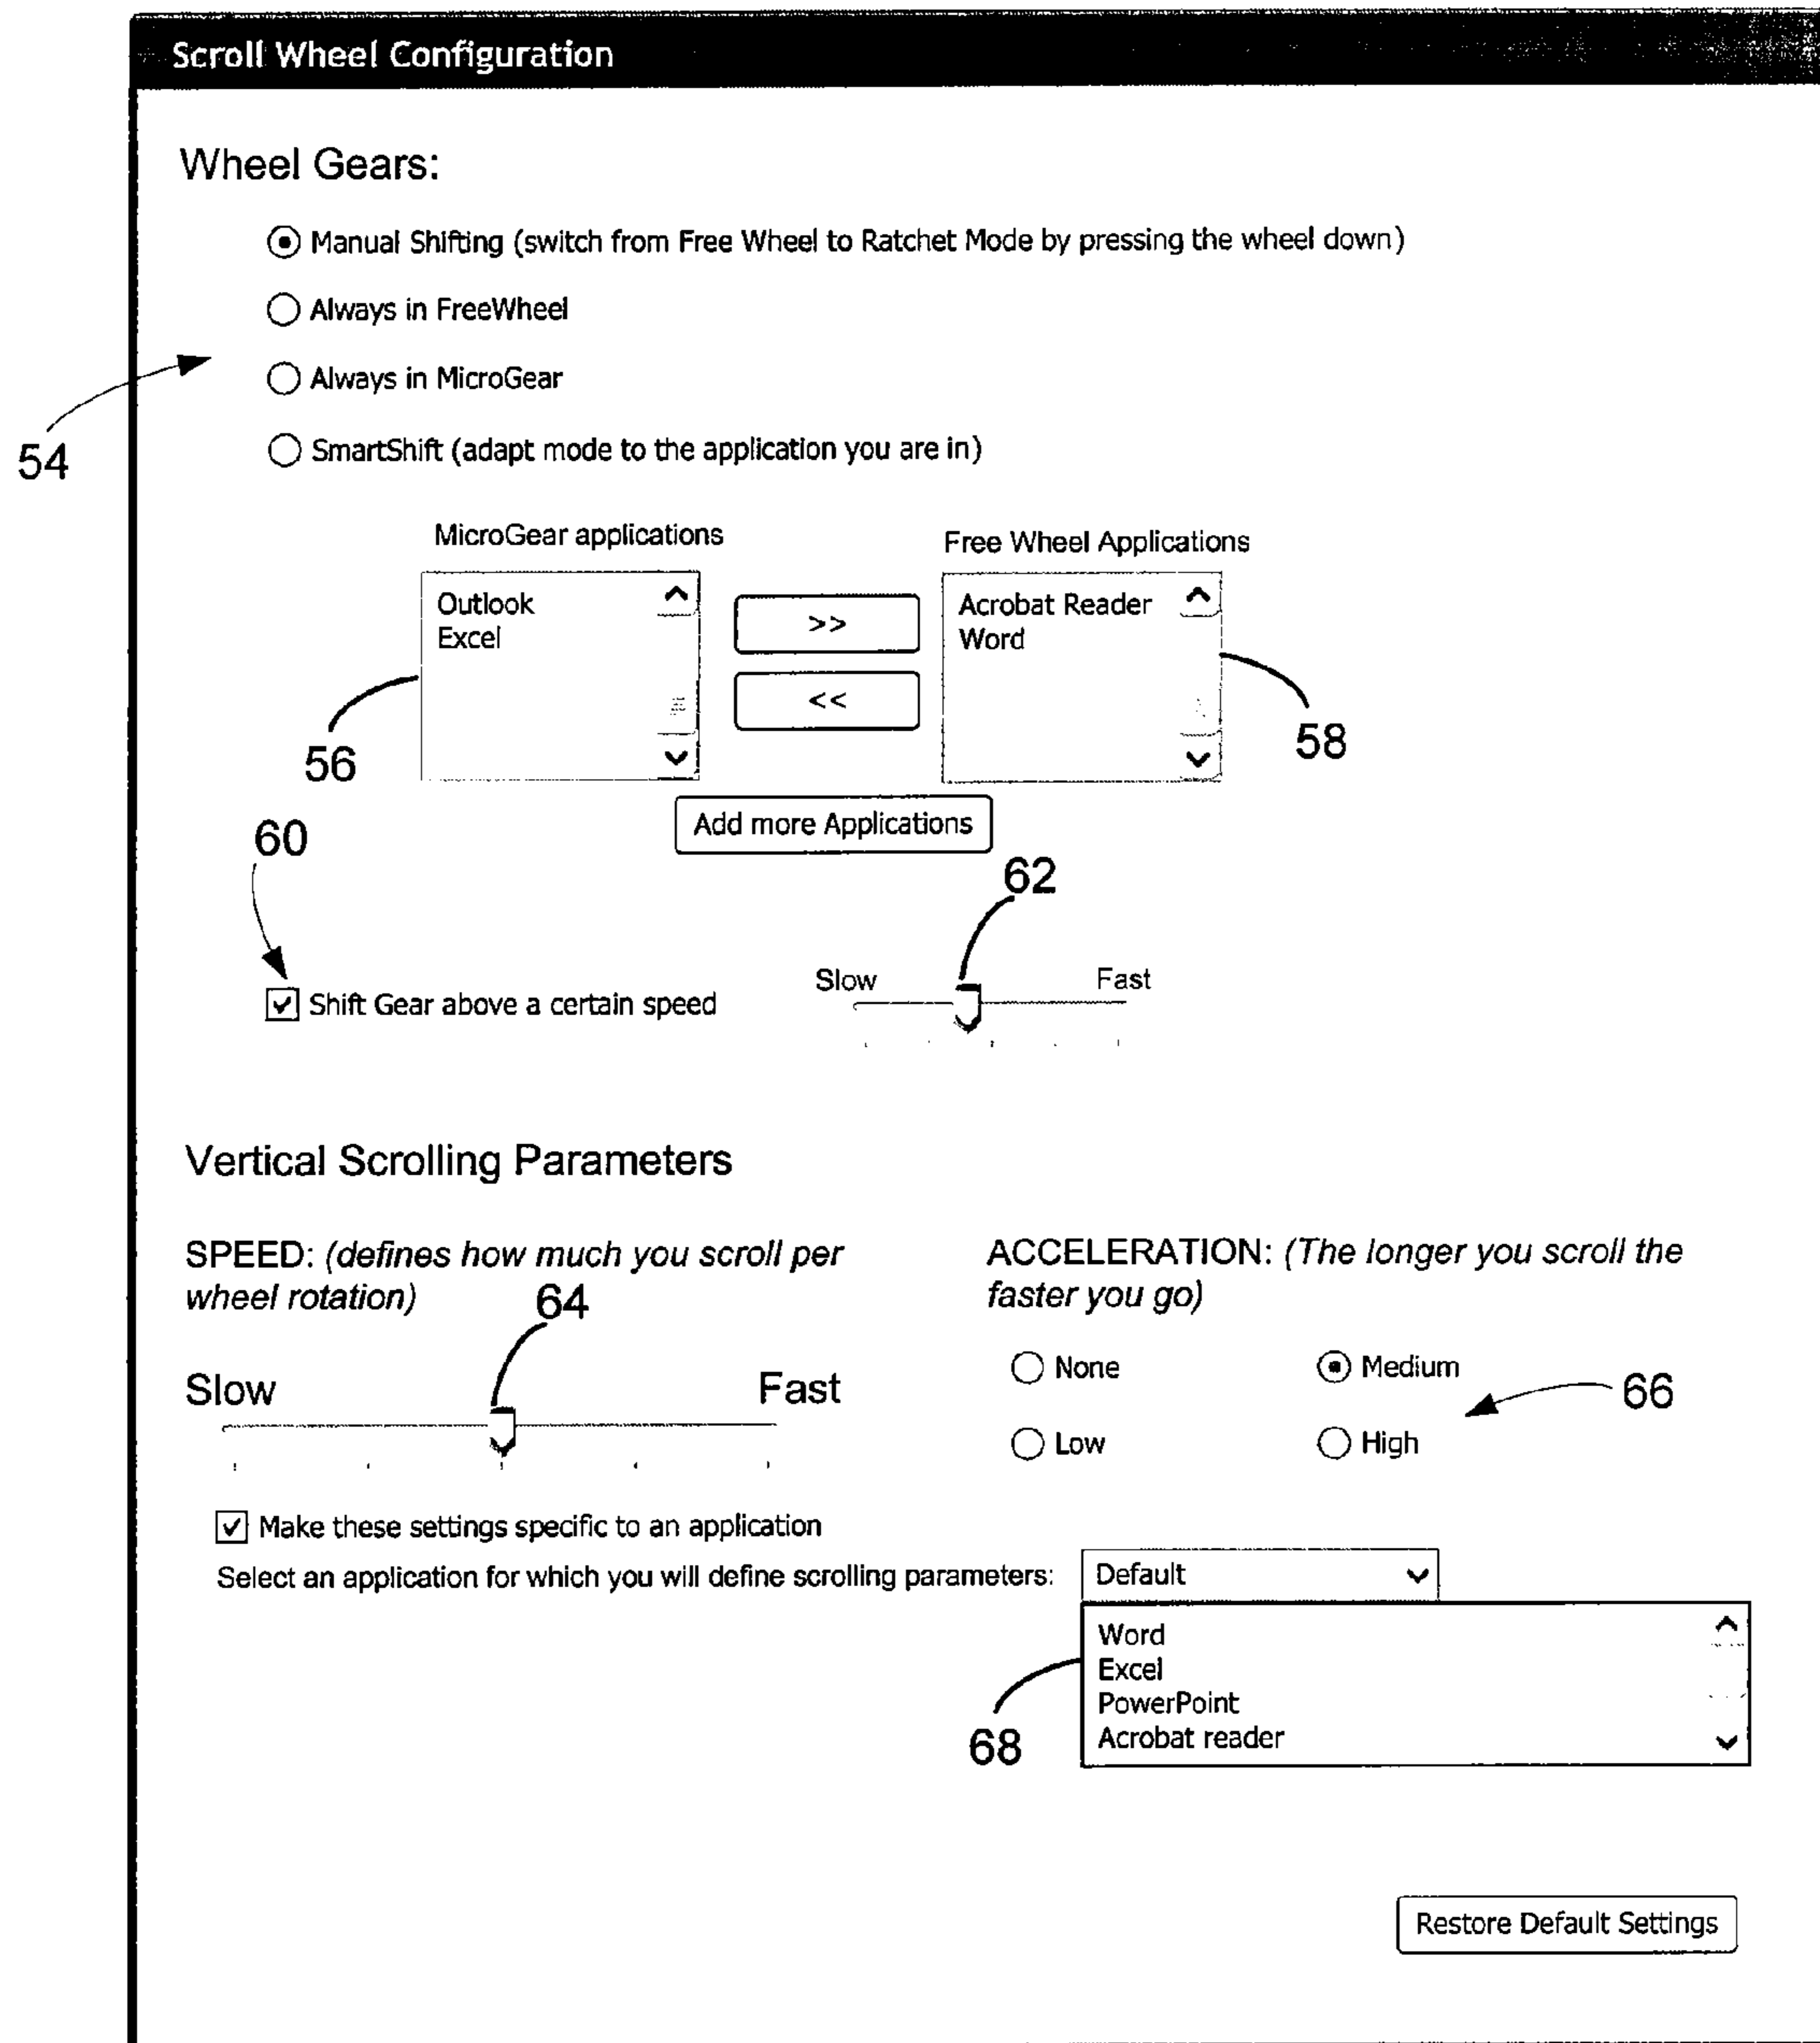 Scroll Wheel Configuration
Wheel Gears:
Manual Shifting (switch from Free Wheel to Ratchet Mode by pressing the wheel down)
Always in FreeWheel
Always in MicroGear
54
SmartShift (adapt mode to the application you are in)
MicroGear applications
Free Wheel Applications
Outlook
Excel
>>
<<
Acrobat Reader
Word
56
58
Add more Applications
60
62
Shift Gear above a certain speed
Slow
Fast
Vertical Scrolling Parameters
SPEED: (defines how much you scroll per
wheel rotation)
64
Slow
Fast
ACCELERATION: (The longer you scroll the
faster you go)
None
Medium
Low
High
66
Make these settings specific to an application
Select an application for which you will define scrolling parameters:
Default
Word
Excel
PowerPoint
Acrobat reader
68
Restore Default Settings